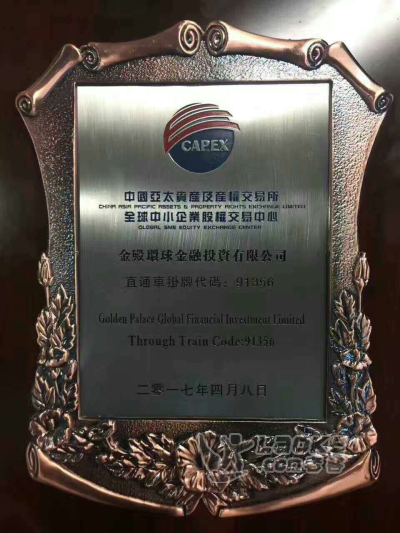 CAPEX
中國亞太資產及產權交易所
CHINA ASIA PACIFIC ASSETS & PROPERTY RIGHTS EXCHANGE LIMITED
全球中小企業股權交易中心
GLOBAL SME EQUITY EXCHANGE CENTER
金殿環球金融投資有限公司
直通車掛牌代碼：91356
Golden Palace Global Financial Investment Limited
Through Train Code:91356
二零一七年四月八日